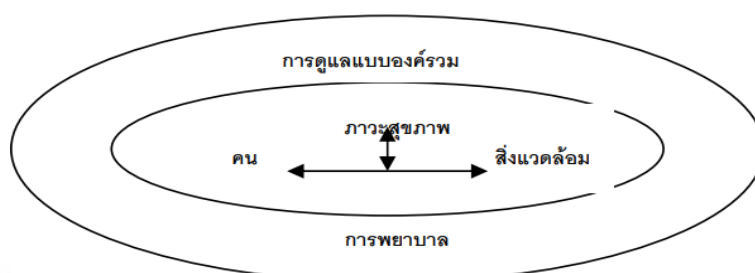 การดูแลแบบองค์รวม
ภาวะสุขภาพ
คน
สิ่งแวดล้อม
การพยาบาล